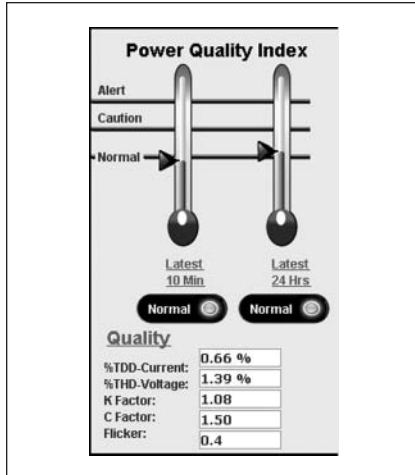 Power Quality Index
Alert
Caution
Normal
Latest 10 Min
Latest 24 Hrs
Normal
Normal
Quality
%TDD-Current: 0.66 %
%THD-Voltage: 1.39 %
K Factor: 1.08
C Factor: 1.50
Flicker: 0.4